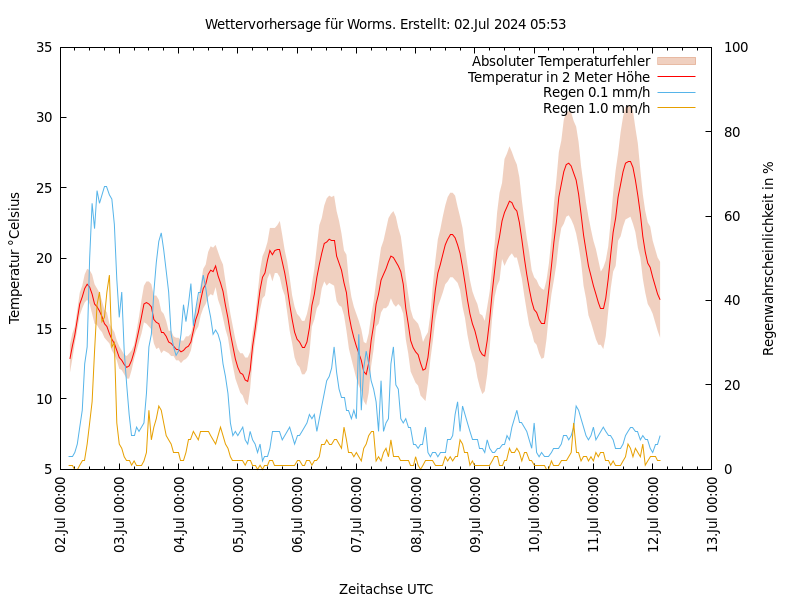 Wettervorhersage für Worms. Erstellt: 02.Jul 2024 05:53
Absoluter Temperaturfehler
Temperatur in 2 Meter Höhe
Regen 0.1 mm/h
Regen 1.0 mm/h
Temperatur °Celsius
35
30
25
20
15
10
5
100
80
60
40
20
0
Regenwahrscheinlichkeit in %
02.Jul 00:00
03.Jul 00:00
04.Jul 00:00
05.Jul 00:00
06.Jul 00:00
07.Jul 00:00
08.Jul 00:00
09.Jul 00:00
10.Jul 00:00
11.Jul 00:00
12.Jul 00:00
13.Jul 00:00
Zeitachse UTC